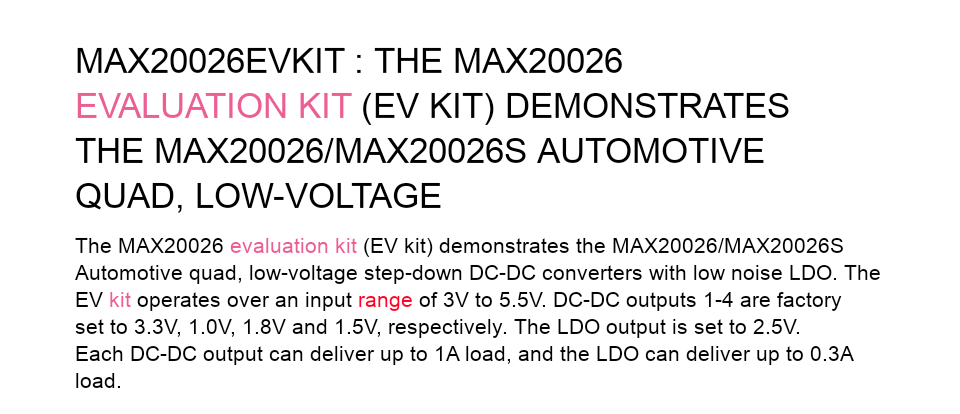 MAX20026EVKIT : THE MAX20026
EVALUATION KIT (EV KIT) DEMONSTRATES
THE MAX20026/MAX20026S AUTOMOTIVE
QUAD, LOW-VOLTAGE
The MAX20026 evaluation kit (EV kit) demonstrates the MAX20026/MAX20026S
Automotive quad, low-voltage step-down DC-DC converters with low noise LDO. The
EV kit operates over an input range of 3V to 5.5V. DC-DC outputs 1-4 are factory
set to 3.3V, 1.0V, 1.8V and 1.5V, respectively. The LDO output is set to 2.5V.
Each DC-DC output can deliver up to 1A load, and the LDO can deliver up to 0.3A
load.